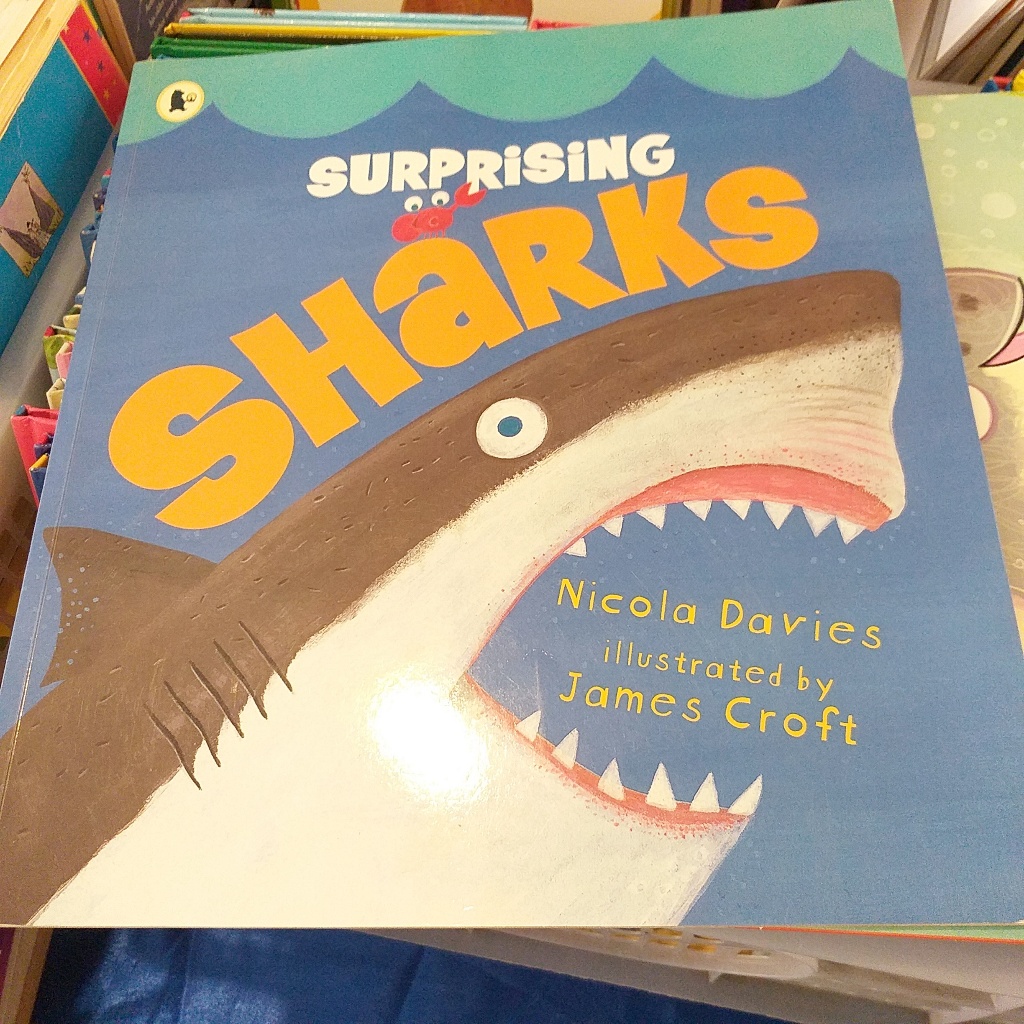 SURPRISING
SHaRKS
Nicola Davies
illustrated by
James Croft